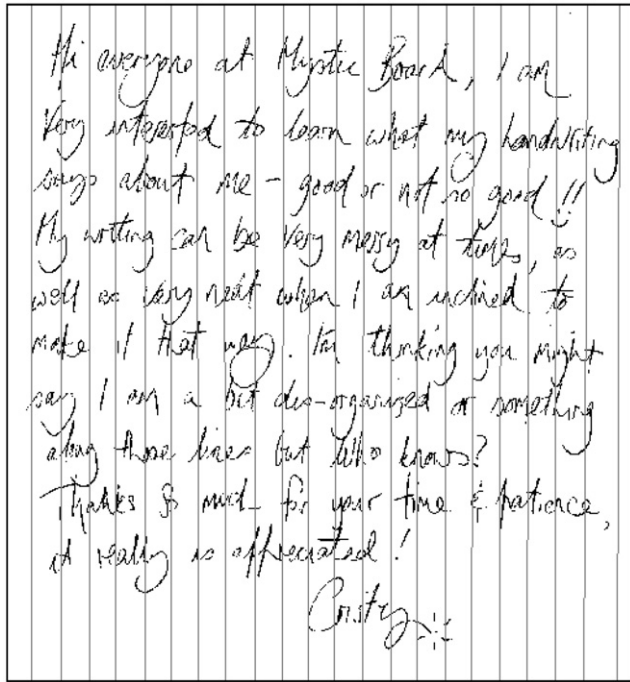 Hi everyone at Mystic Board, I am
very interested to learn what my handwriting
says about me - good or not so good !!
My writing can be very messy at times, as
well as very neat when I am inclined to
make it that way. I'm thinking you might
say I am a bit dis-organized or something
along those lines but who knows?
Thanks so much for your time & patience,
it really is appreciated!
Cristy